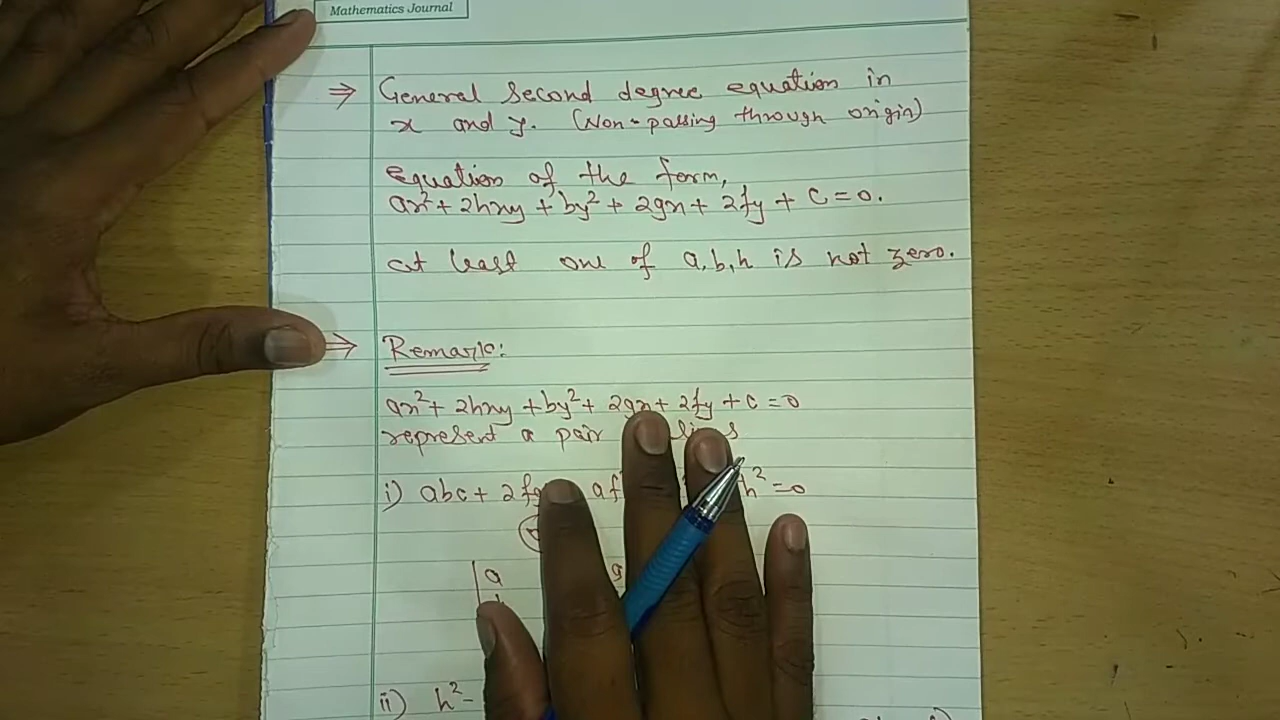 Mathematics Journal
⇒ General second degree equation in
x and y. (Non-passing through origin)
equation of the form,
ax² + 2hxy + by² + 2gx + 2fy + c = 0.
at least one of a, b, h is not zero.
⇒ Remark:
ax² + 2hxy + by² + 2gx + 2fy + c = 0
represent a pair
i) abc + 2fg af h² = 0
a g
ii) h² -